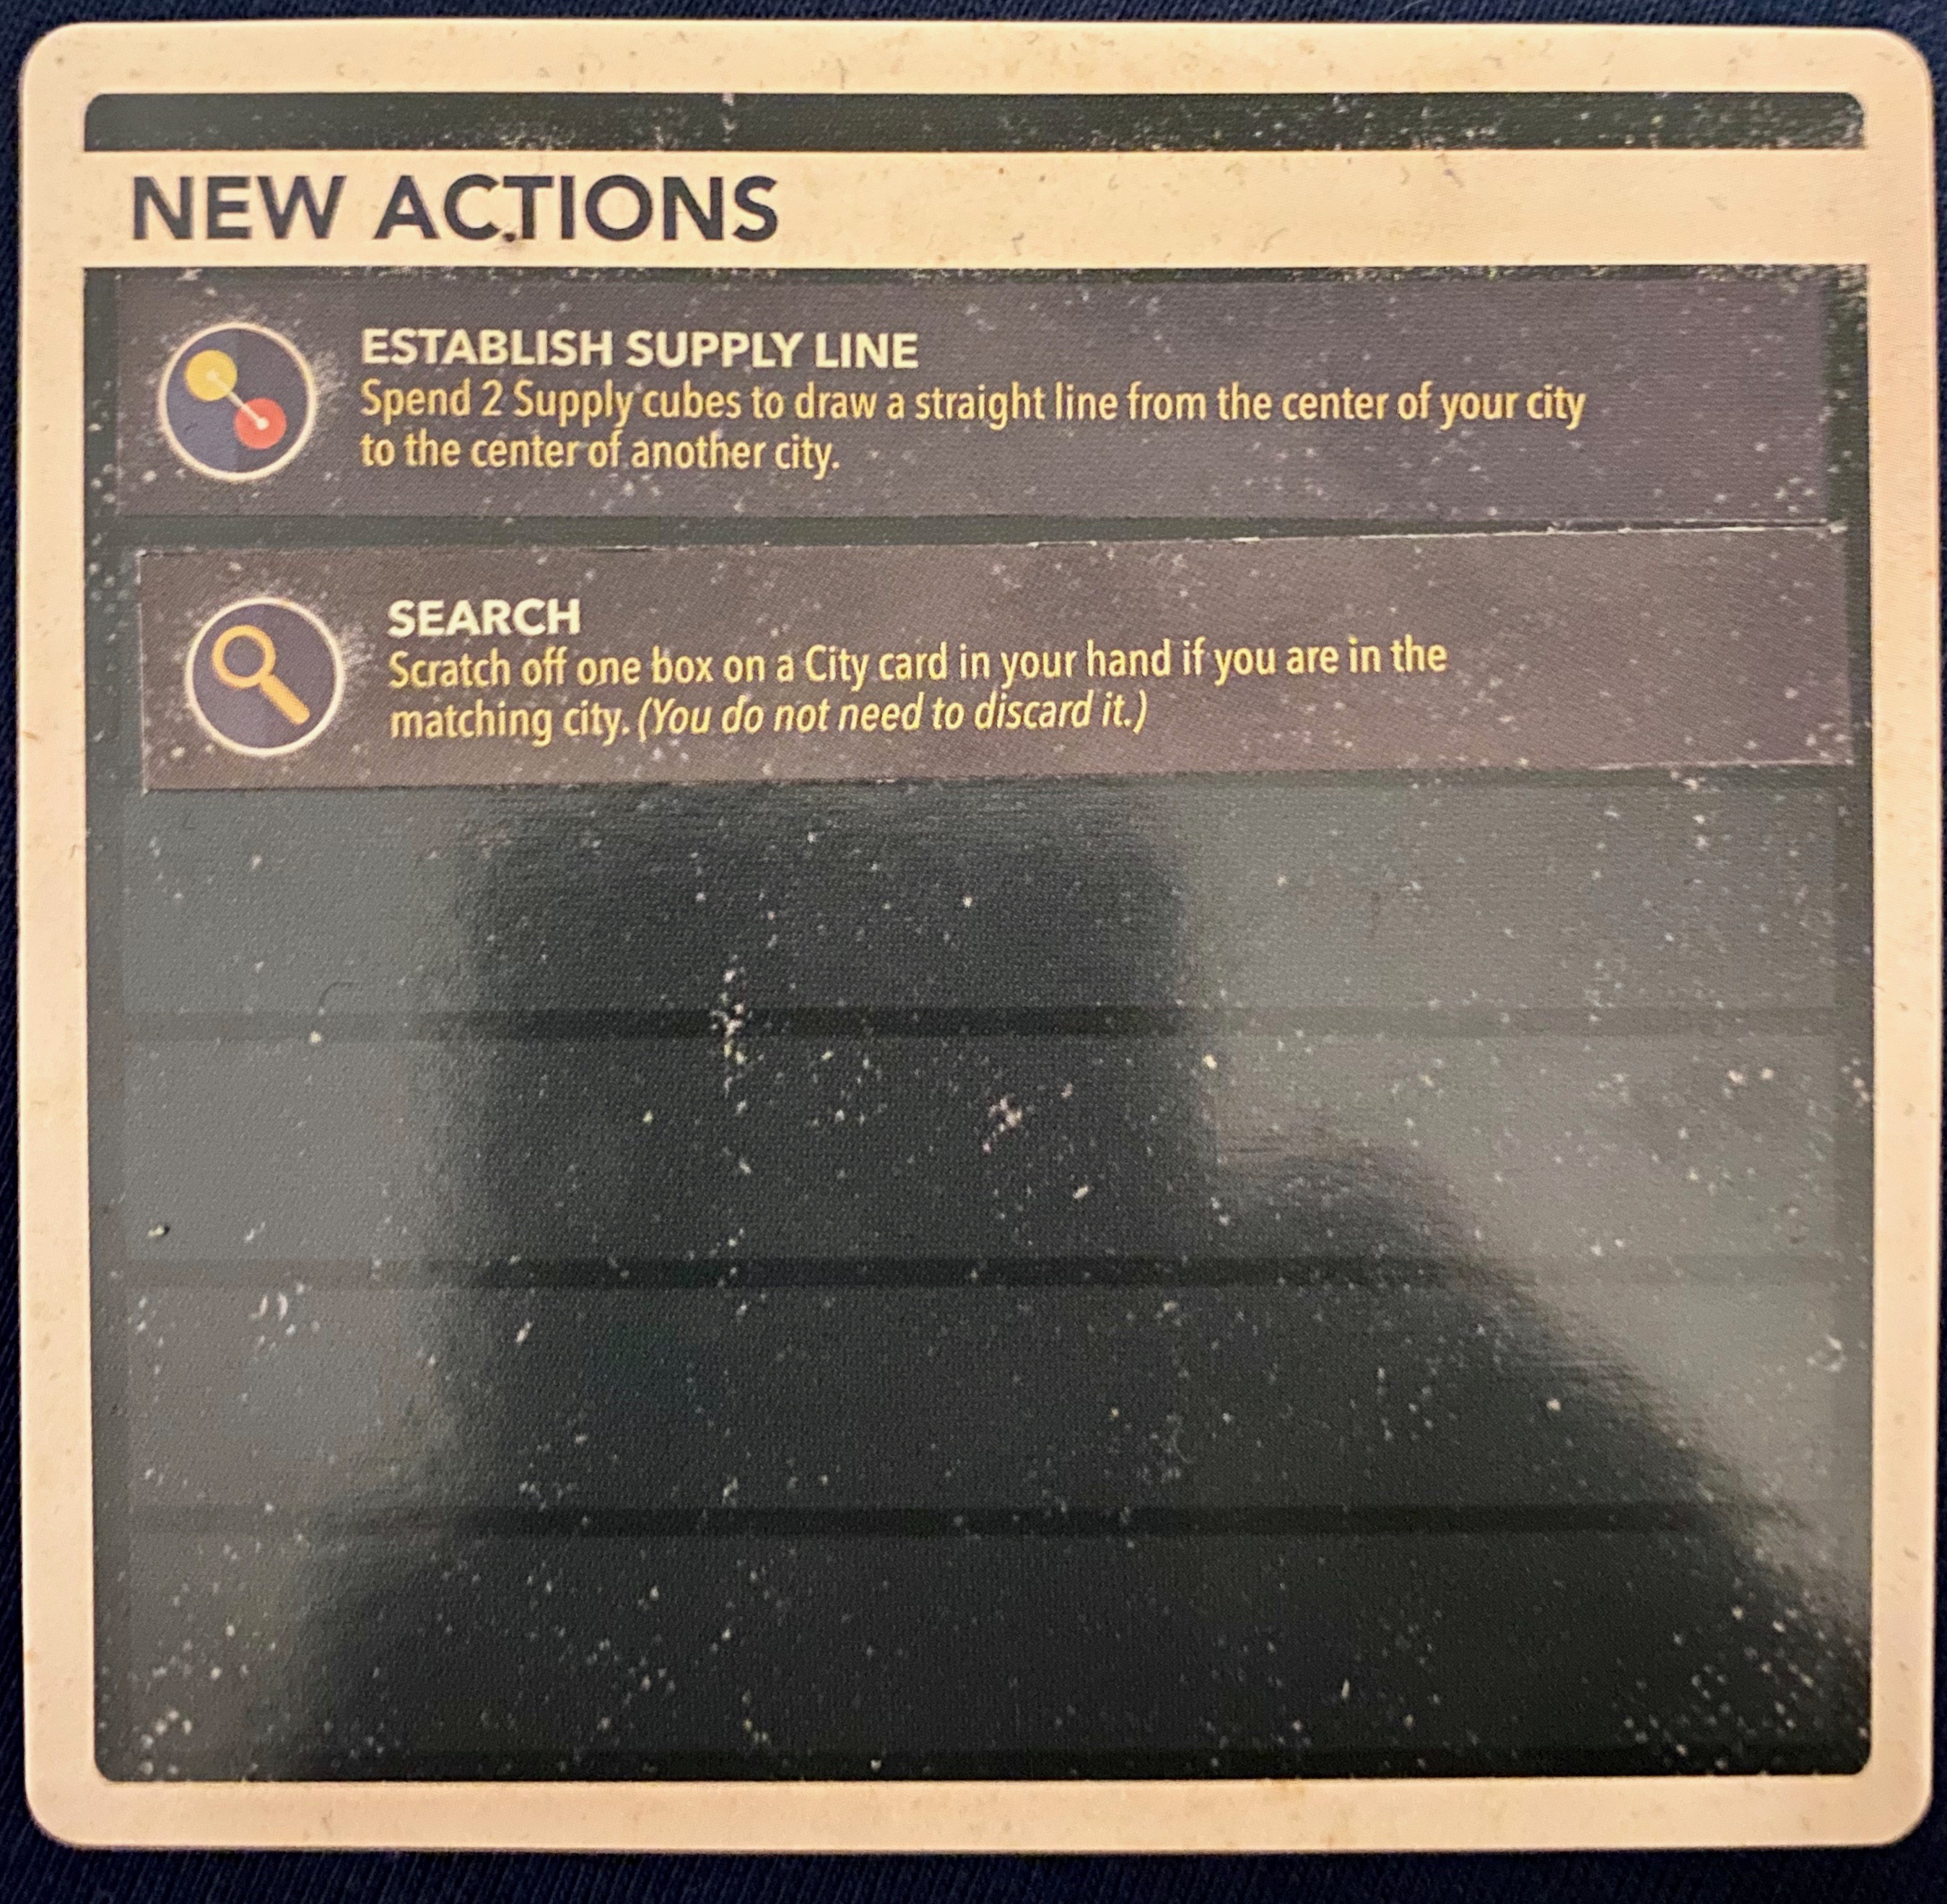 NEW ACTIONS
ESTABLISH SUPPLY LINE
Spend 2 Supply cubes to draw a straight line from the center of your city
to the center of another city.
SEARCH
Scratch off one box on a City card in your hand if you are in the
matching city. (You do not need to discard it.)